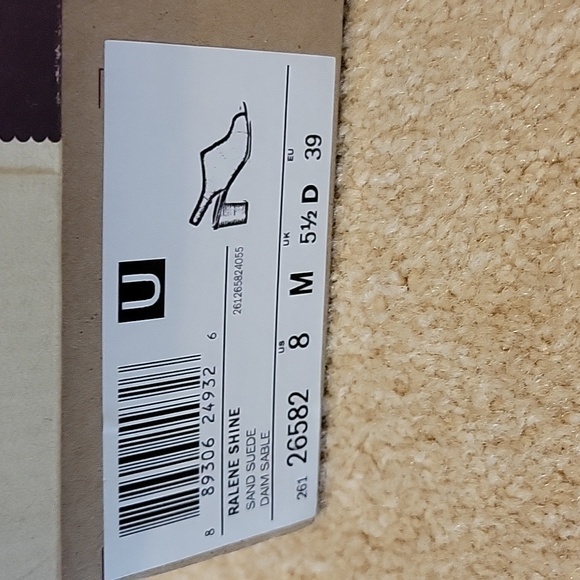 8 89306 24932 6
U
RALENE SHINE
SAND SUEDE
DAIM SABLE
261265824055
261 26582
US 8 M
UK 5½ D
EU 39